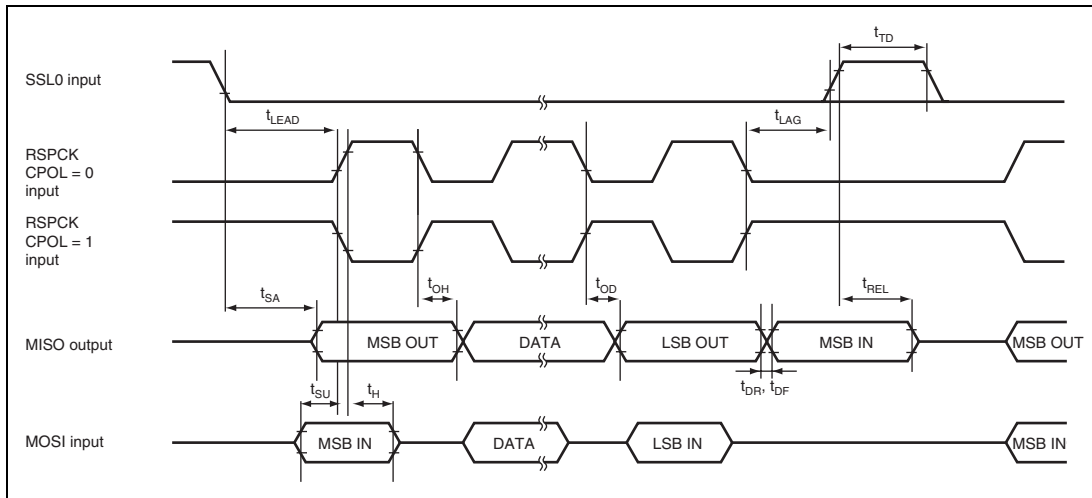 tTD
SSL0 input
tLEAD
tLAG
RSPCK
CPOL = 0
input
RSPCK
CPOL = 1
input
tSA
tOH
tOD
tREL
MISO output
MSB OUT
DATA
LSB OUT
MSB IN
MSB OUT
tSU
tH
tDR, tDF
MOSI input
MSB IN
DATA
LSB IN
MSB IN